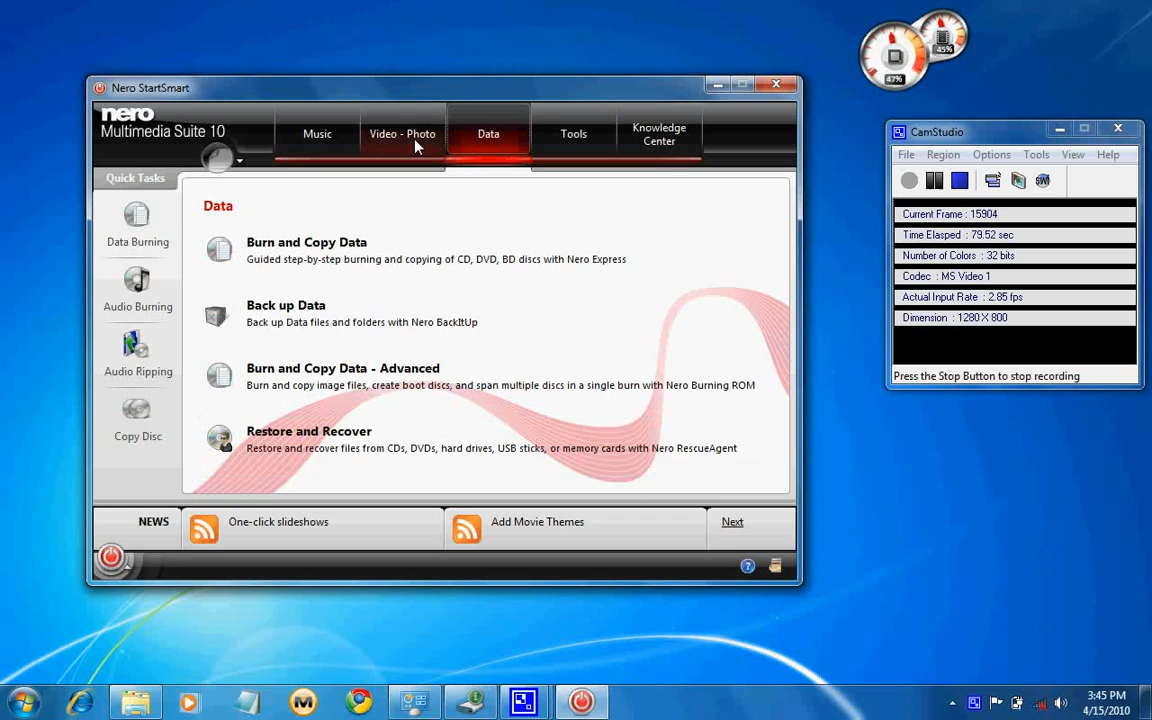 47%
45%
Nero StartSmart
nero
Multimedia Suite 10
Music
Video - Photo
Data
Tools
Knowledge
Center
Quick Tasks
Data Burning
Audio Burning
Audio Ripping
Copy Disc
Data
Burn and Copy Data
Guided step-by-step burning and copying of CD, DVD, BD discs with Nero Express
Back up Data
Back up Data files and folders with Nero BackItUp
Burn and Copy Data - Advanced
Burn and copy image files, create boot discs, and span multiple discs in a single burn with Nero Burning ROM
Restore and Recover
Restore and recover files from CDs, DVDs, hard drives, USB sticks, or memory cards with Nero RescueAgent
NEWS
One-click slideshows
Add Movie Themes
Next
CamStudio
File Region Options Tools View Help
SWF
Current Frame : 15904
Time Elasped : 79.52 sec
Number of Colors : 32 bits
Codec : MS Video 1
Actual Input Rate : 2.85 fps
Dimension : 1280 X 800
Press the Stop Button to stop recording
3:45 PM
4/15/2010